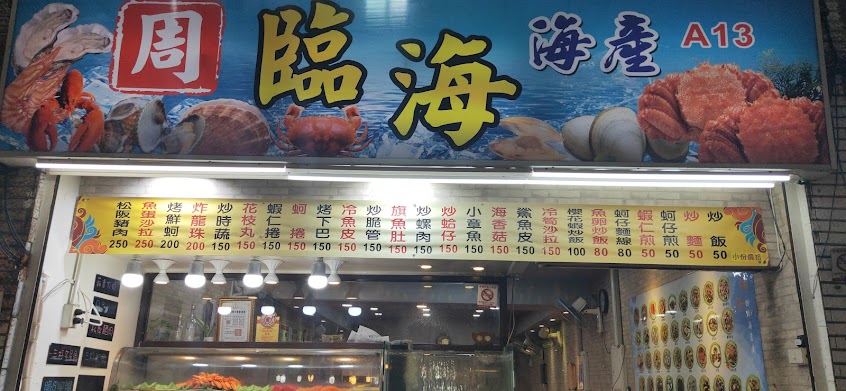 周 臨海 海產 A13
松阪豬肉 250
魚蛋沙拉 250
烤鮮蚵 200
炸龍珠 200
炒時蔬 150
花枝丸 150
蝦仁捲 150
蚵捲 150
烤下巴 150
冷魚皮 150
炒脆管 150
旗魚肚 150
炒螺肉 150
炒蛤仔 150
小章魚 150
海香菇 150
鯊魚皮 150
冷筍沙拉 150
櫻花蝦炒飯 100
魚卵炒飯 80
蚵仔麵線 80
蝦仁煎 50
蚵仔煎 50
炒麵 50
炒飯 50